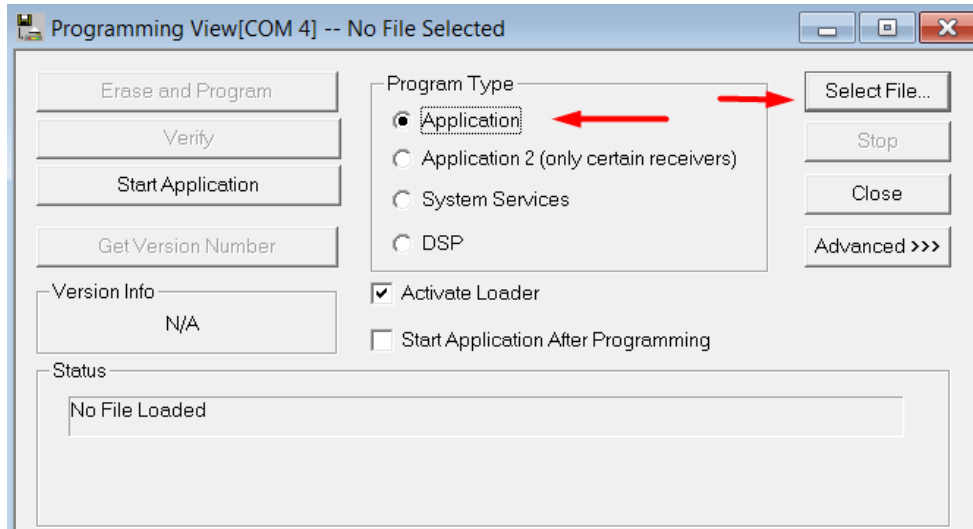 Programming View[COM 4] -- No File Selected
Erase and Program
Verify
Start Application
Get Version Number
Version Info
N/A
Program Type
Application
Application 2 (only certain receivers)
System Services
DSP
Activate Loader
Start Application After Programming
Select File...
Stop
Close
Advanced >>>
Status
No File Loaded